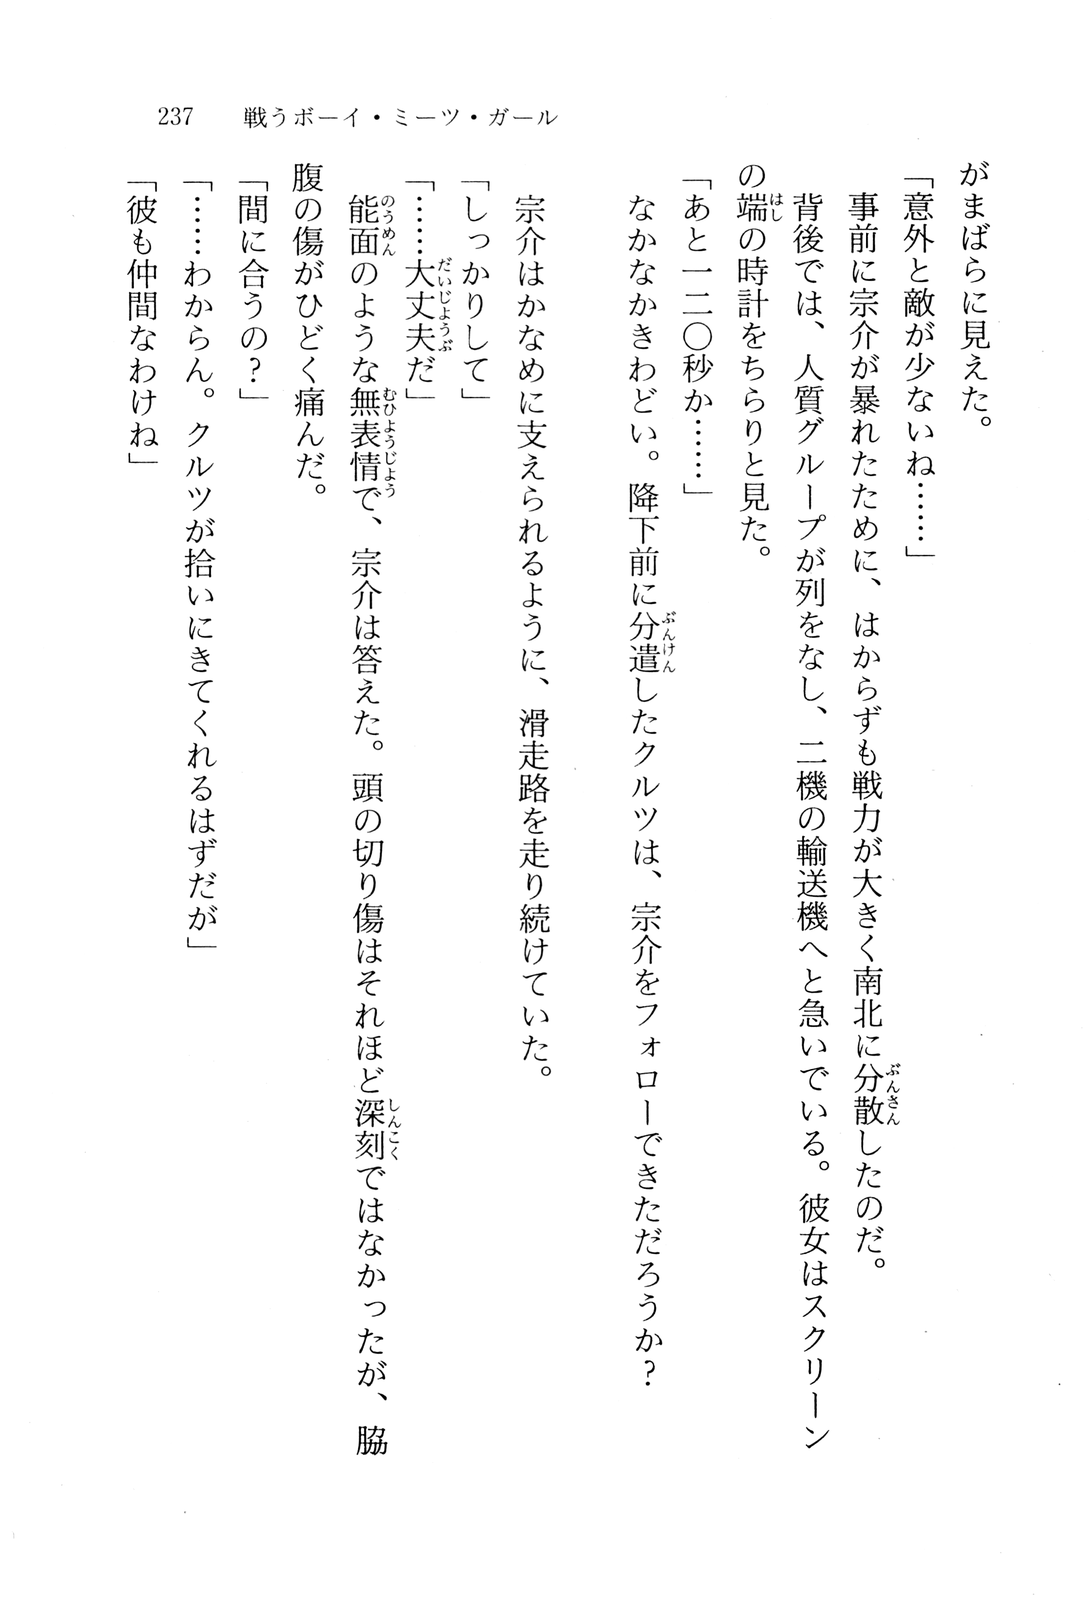 237　戦うボーイ・ミーツ・ガール
がまばらに見えた。
「意外と敵が少ないね……」
　事前に宗介が暴れたために、はからずも戦力が大きく南北に分散したのだ。
　背後では、人質グループが列をなし、二機の輸送機へと急いでいる。彼女はスクリーン
の端の時計をちらりと見た。
「あと一二〇秒か……」
　なかなかきわどい。降下前に分遣したクルツは、宗介をフォローできただろうか？
　宗介はかなめに支えられるように、滑走路を走り続けていた。
「しっかりして」
「……大丈夫だ」
　能面のような無表情で、宗介は答えた。頭の切り傷はそれほど深刻ではなかったが、脇
腹の傷がひどく痛んだ。
「間に合うの？」
「……わからん。クルツが拾いにきてくれるはずだが」
「彼も仲間なわけね」